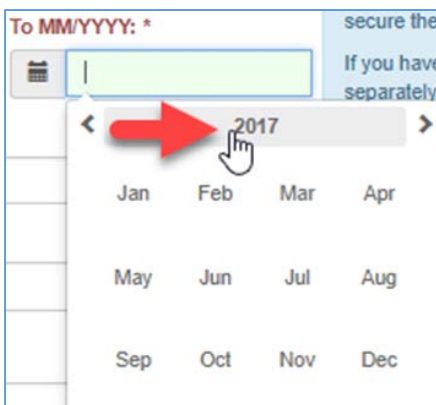 To MM/YYYY: *
secure the
If you have
separately
2017
Jan Feb Mar Apr
May Jun Jul Aug
Sep Oct Nov Dec